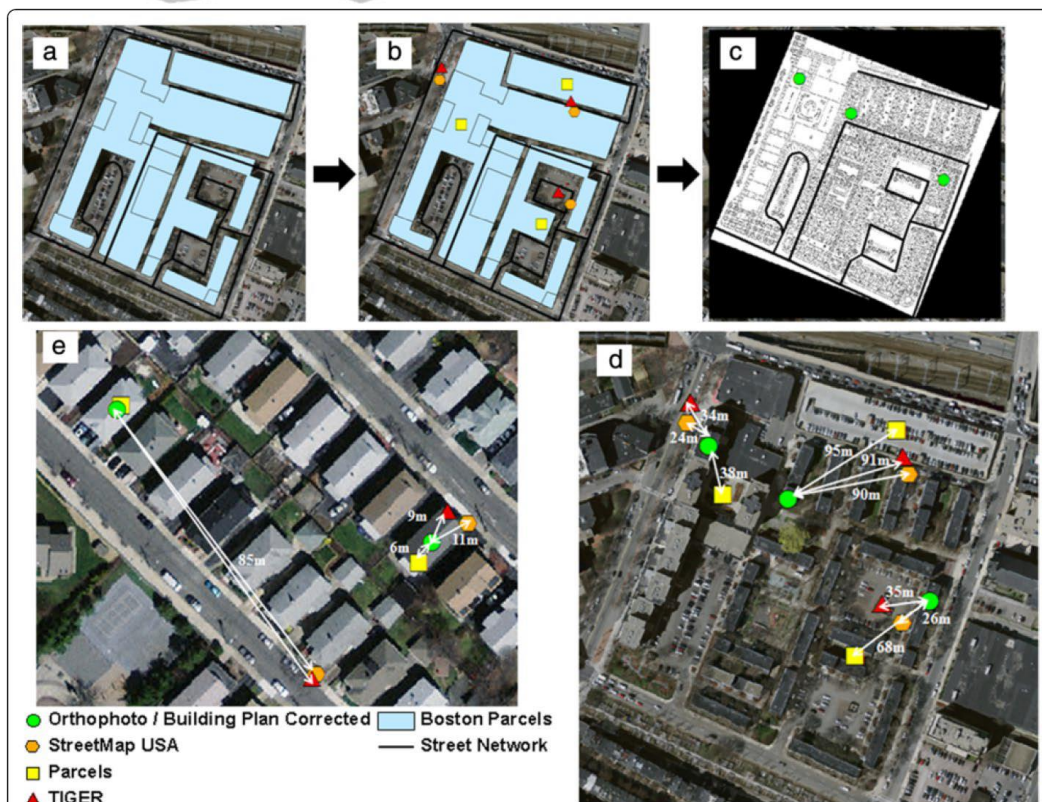 a
b
c
e
85m
9m
6m
11m
d
34m
24m
38m
95m
91m
90m
35m
26m
68m
Orthophoto / Building Plan Corrected
StreetMap USA
Parcels
TIGER
Boston Parcels
Street Network